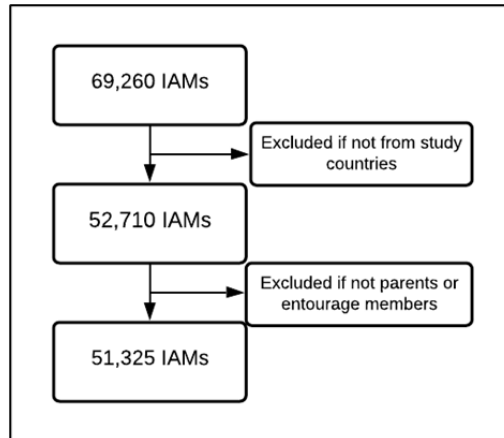 69,260 IAMs
Excluded if not from study
countries
52,710 IAMs
Excluded if not parents or
entourage members
51,325 IAMs